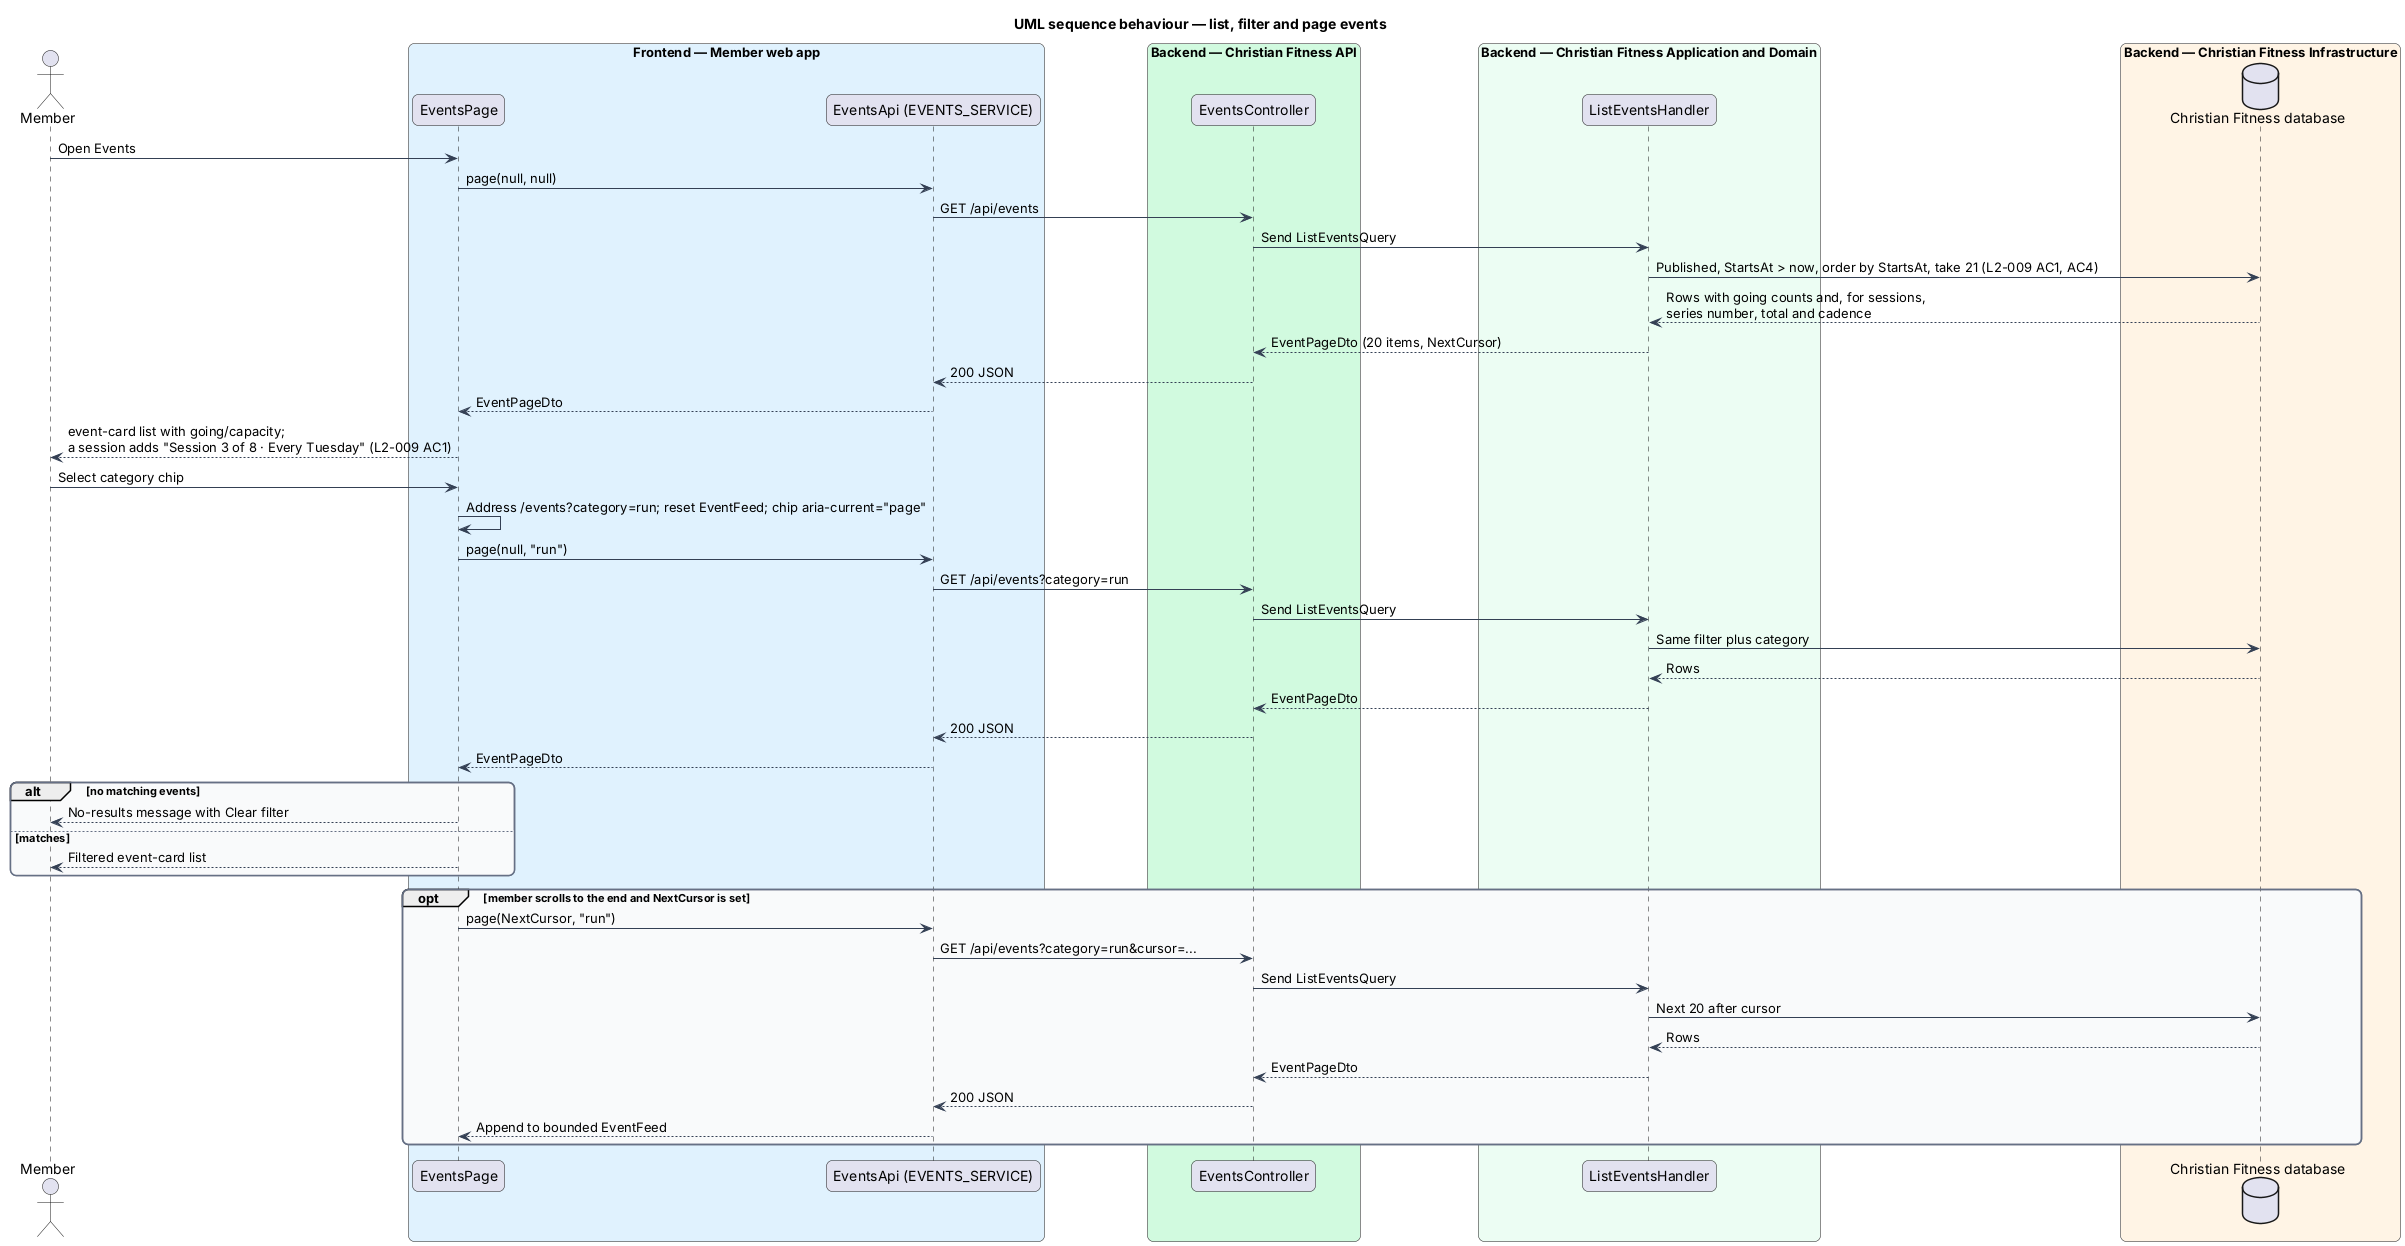 UML sequence behaviour — list, filter and page events
Frontend — Member web app
Backend — Christian Fitness API
Backend — Christian Fitness Application and Domain
Backend — Christian Fitness Infrastructure
Member
EventsPage
EventsApi (EVENTS_SERVICE)
EventsController
ListEventsHandler
Christian Fitness database
Open Events
page(null, null)
GET /api/events
Send ListEventsQuery
Published, StartsAt > now, order by StartsAt, take 21 (L2-009 AC1, AC4)
Rows with going counts and, for sessions,
series number, total and cadence
EventPageDto (20 items, NextCursor)
200 JSON
EventPageDto
event-card list with going/capacity;
a session adds "Session 3 of 8 · Every Tuesday" (L2-009 AC1)
Select category chip
Address /events?category=run; reset EventFeed; chip aria-current="page"
page(null, "run")
GET /api/events?category=run
Send ListEventsQuery
Same filter plus category
Rows
EventPageDto
200 JSON
EventPageDto
alt [no matching events]
No-results message with Clear filter
[matches]
Filtered event-card list
opt [member scrolls to the end and NextCursor is set]
page(NextCursor, "run")
GET /api/events?category=run&cursor=...
Send ListEventsQuery
Next 20 after cursor
Rows
EventPageDto
200 JSON
Append to bounded EventFeed
Member
EventsPage
EventsApi (EVENTS_SERVICE)
EventsController
ListEventsHandler
Christian Fitness database